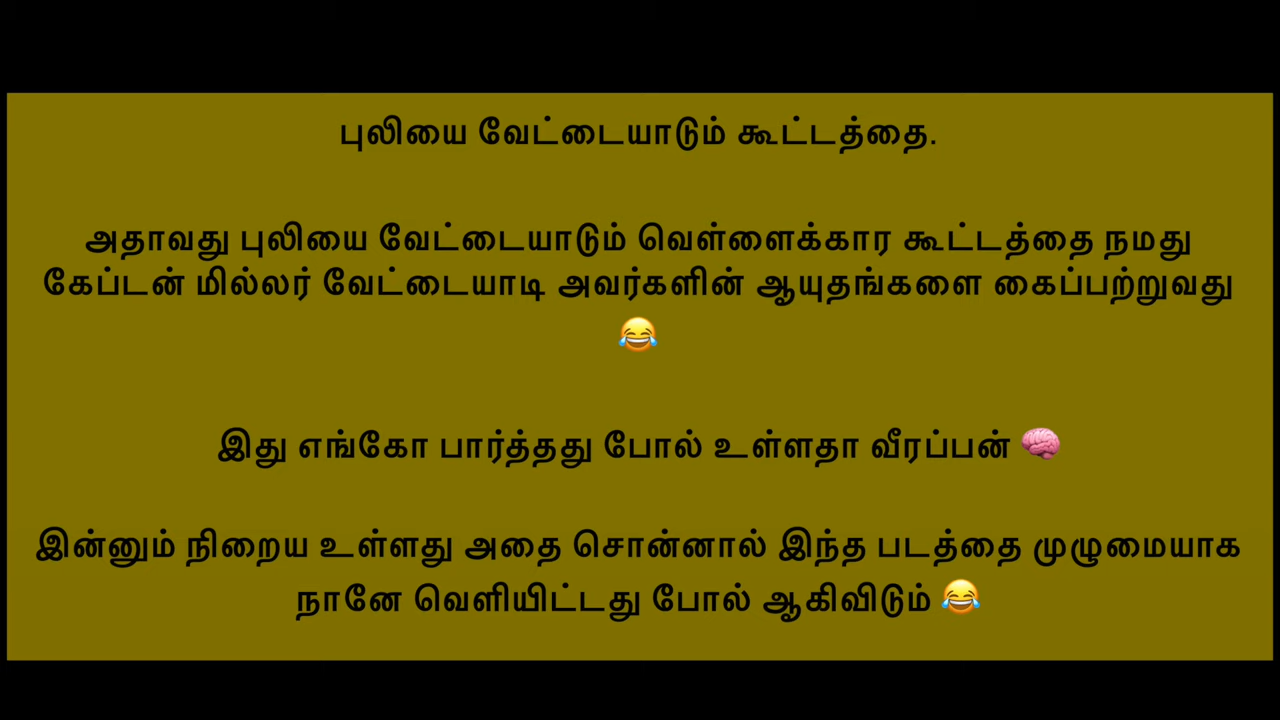 புலியை வேட்டையாடும் கூட்டத்தை.
அதாவது புலியை வேட்டையாடும் வெள்ளைக்கார கூட்டத்தை நமது
கேப்டன் மில்லர் வேட்டையாடி அவர்களின் ஆயுதங்களை கைப்பற்றுவது
😂
இது எங்கோ பார்த்தது போல் உள்ளதா வீரப்பன் 🧠
இன்னும் நிறைய உள்ளது அதை சொன்னால் இந்த படத்தை முழுமையாக
நானே வெளியிட்டது போல் ஆகிவிடும் 😂